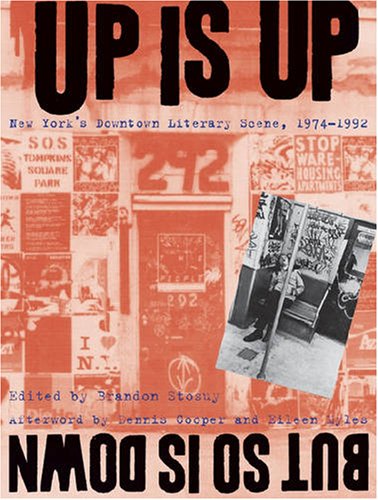 UP IS UP
New York's Downtown Literary Scene, 1974–1992
SOS
TOMPKINS
SQUARE
PARK
292
STOP
WARE-
HOUSING
APARTMENTS
292
I ♥
N.Y.
Edited by Brandon Stosuy
Afterword by Dennis Cooper and Eileen Myles
BUT SO IS DOWN